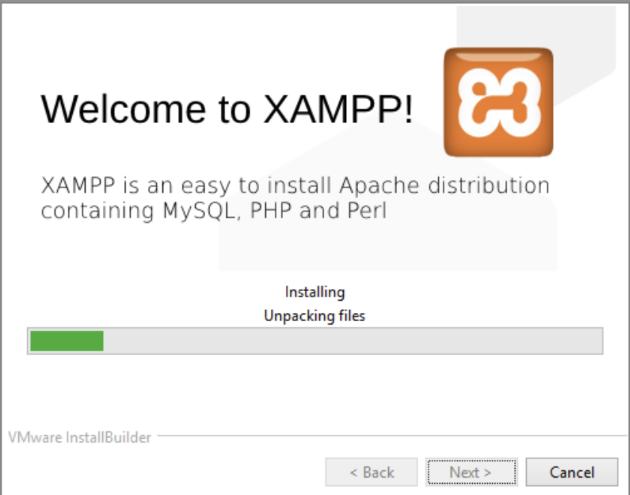 Welcome to XAMPP!
XAMPP is an easy to install Apache distribution
containing MySQL, PHP and Perl
Installing
Unpacking files
VMware InstallBuilder
< Back
Next >
Cancel